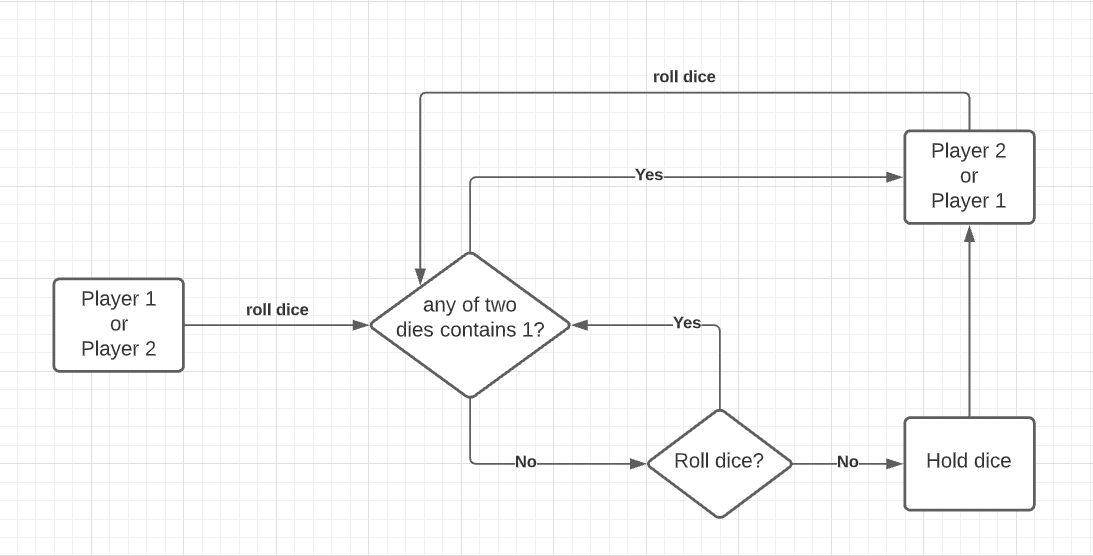 roll dice
Player 2
or
Player 1
Yes
any of two
dies contains 1?
Player 1
or
Player 2
roll dice
Yes
No
Roll dice?
No
Hold dice